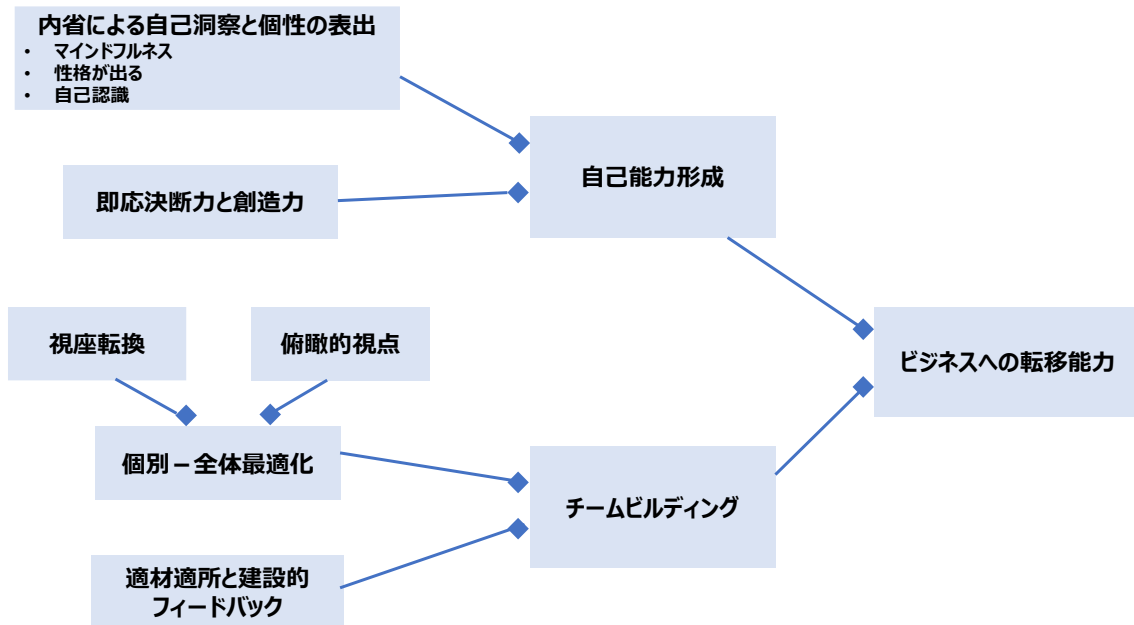 内省による自己洞察と個性の表出
• マインドフルネス
• 性格が出る
• 自己認識
自己能力形成
即応決断力と創造力
視座転換
俯瞰的視点
ビジネスへの転移能力
個別－全体最適化
チームビルディング
適材適所と建設的
フィードバック